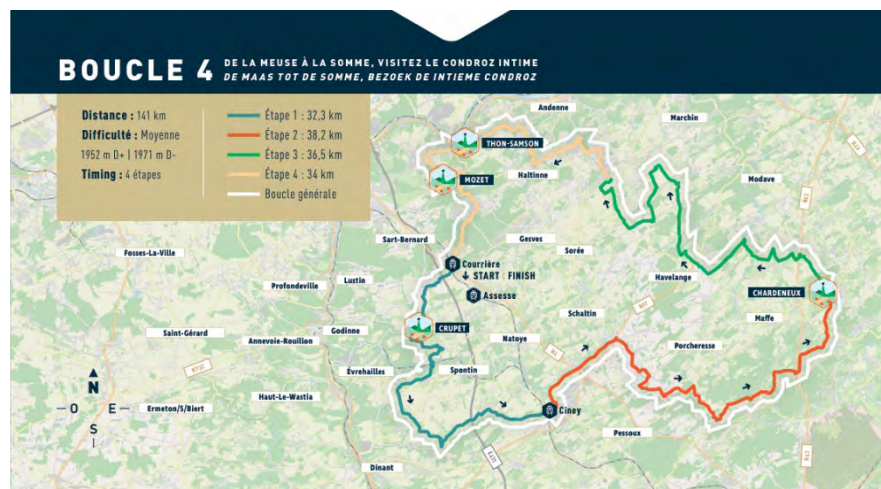 BOUCLE 4
DE LA MEUSE À LA SOMME, VISITEZ LE CONDROZ INTIME
DE MAAS TOT DE SOMME, BEZOEK DE INTIEME CONDROZ
Distance : 141 km
Difficulté : Moyenne
1952 m D+ | 1971 m D-
Timing : 4 étapes
Étape 1 : 32,3 km
Étape 2 : 38,2 km
Étape 3 : 36,5 km
Étape 4 : 34 km
Boucle générale
Andenne
Marchin
THON-SAMSON
Haltinne
MOZET
Modave
Sart-Bernard
Gesves
Sorée
Fosses-La-Ville
Courrière
START | FINISH
Profondeville
Lustin
Assesse
Havelange
CHARDENEUX
Maffe
Saint-Gérard
Annevoie-Rouillon
Godinne
CRUPET
Natoye
Schaltin
Porcheresse
Évrehailles
Spontin
N
O
E
S
Ermeton/S/Biert
Haut-Le-Wastia
Ciney
Pessoux
Dinant